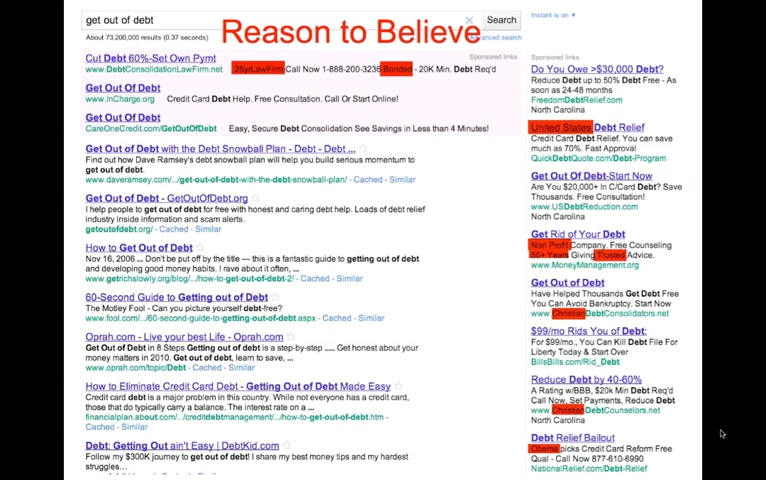 get out of debt
Search
Instant is on ▼
Reason to Believe
About 73,200,000 results (0.37 seconds)
Advanced search
Cut Debt 60%-Set Own Pymt
Sponsored links
www.DebtConsolidationLawFirm.net 25yrLawFirm-Call Now 1-888-200-3236 Bonded - 20K Min. Debt Req'd
Get Out Of Debt
www.InCharge.org Credit Card Debt Help. Free Consultation. Call Or Start Online!
Get Out Of Debt
CareOneCredit.com/GetOutOfDebt Easy, Secure Debt Consolidation See Savings in Less than 4 Minutes!
Get Out of Debt with the Debt Snowball Plan - Debt - Debt ...
Find out how Dave Ramsey's debt snowball plan will help you build serious momentum to
get out of debt.
www.daveramsey.com/.../get-out-of-debt-with-the-debt-snowball-plan/ - Cached - Similar
Get Out of Debt - GetOutOfDebt.org
I help people to get out of debt for free with honest and caring debt help. Loads of debt relief
industry inside information and scam alerts.
getoutofdebt.org/ - Cached - Similar
How to Get Out of Debt
Nov 16, 2006 ... Don't be put off by the title — this is a fantastic guide to getting out of debt
and developing good money habits. I rave about it often, ...
www.getrichslowly.org/blog/.../how-to-get-out-of-debt-2/ - Cached - Similar
60-Second Guide to Getting out of Debt
The Motley Fool - Can you picture yourself debt-free?
www.fool.com/.../60-second-guide-to-getting-out-of-debt.aspx - Cached - Similar
Oprah.com - Live your best Life - Oprah.com
Get Out Of Debt in 8 Steps Getting out of debt is a step-by-step ..... Get honest about your
money matters in 2010. Get out of debt, learn to save, ...
www.oprah.com/topic/Debt - Cached - Similar
How to Eliminate Credit Card Debt - Getting Out of Debt Made Easy
Credit card debt is a major problem in this country. While not everyone has a credit card,
those that do typically carry a balance. The interest rate on a ...
financialplan.about.com/.../creditdebtmanagement/.../how-to-get-out-of-debt.htm -
Cached - Similar
Debt: Getting Out ain't Easy | DebtKid.com
Follow my $300K journey to get out of debt! I share my best money tips and my hardest
struggles...
Sponsored links
Do You Owe >$30,000 Debt?
Reduce Debt up to 50% Debt Free - As
soon as 24-48 months
FreedomDebtRelief.com
North Carolina
United States Debt Relief
Credit Card Debt Relief. You can save
much as 70%. Fast Approval
QuickDebtQuote.com/Debt-Program
Get Out Of Debt-Start Now
Are You $20,000+ In C/Card Debt? Save
Thousands. Free Consultation!
www.USDebtReduction.com
North Carolina
Get Rid of Your Debt
Non Profit Company. Free Counseling
50+ Years Giving Trusted Advice.
www.MoneyManagement.org
Get Out of Debt
Have Helped Thousands Get Debt Free
You Can Avoid Bankruptcy. Start Now
www.ChristianDebtConsolidators.net
$99/mo Rids You of Debt:
For $99/mo., You Can Kill Debt File For
Liberty Today & Start Over
BillsBills.com/Rid_Debt
Reduce Debt by 40-60%
A Rating w/BBB, $20k Min Debt Req'd
Call Now, Set Payments, Reduce Debt
www.ChristianDebtCounselors.net
North Carolina
Debt Relief Bailout
Obama picks Credit Card Reform Free
Qual - Call Now 877-610-6990
NationalRelief.com/Debt-Relief